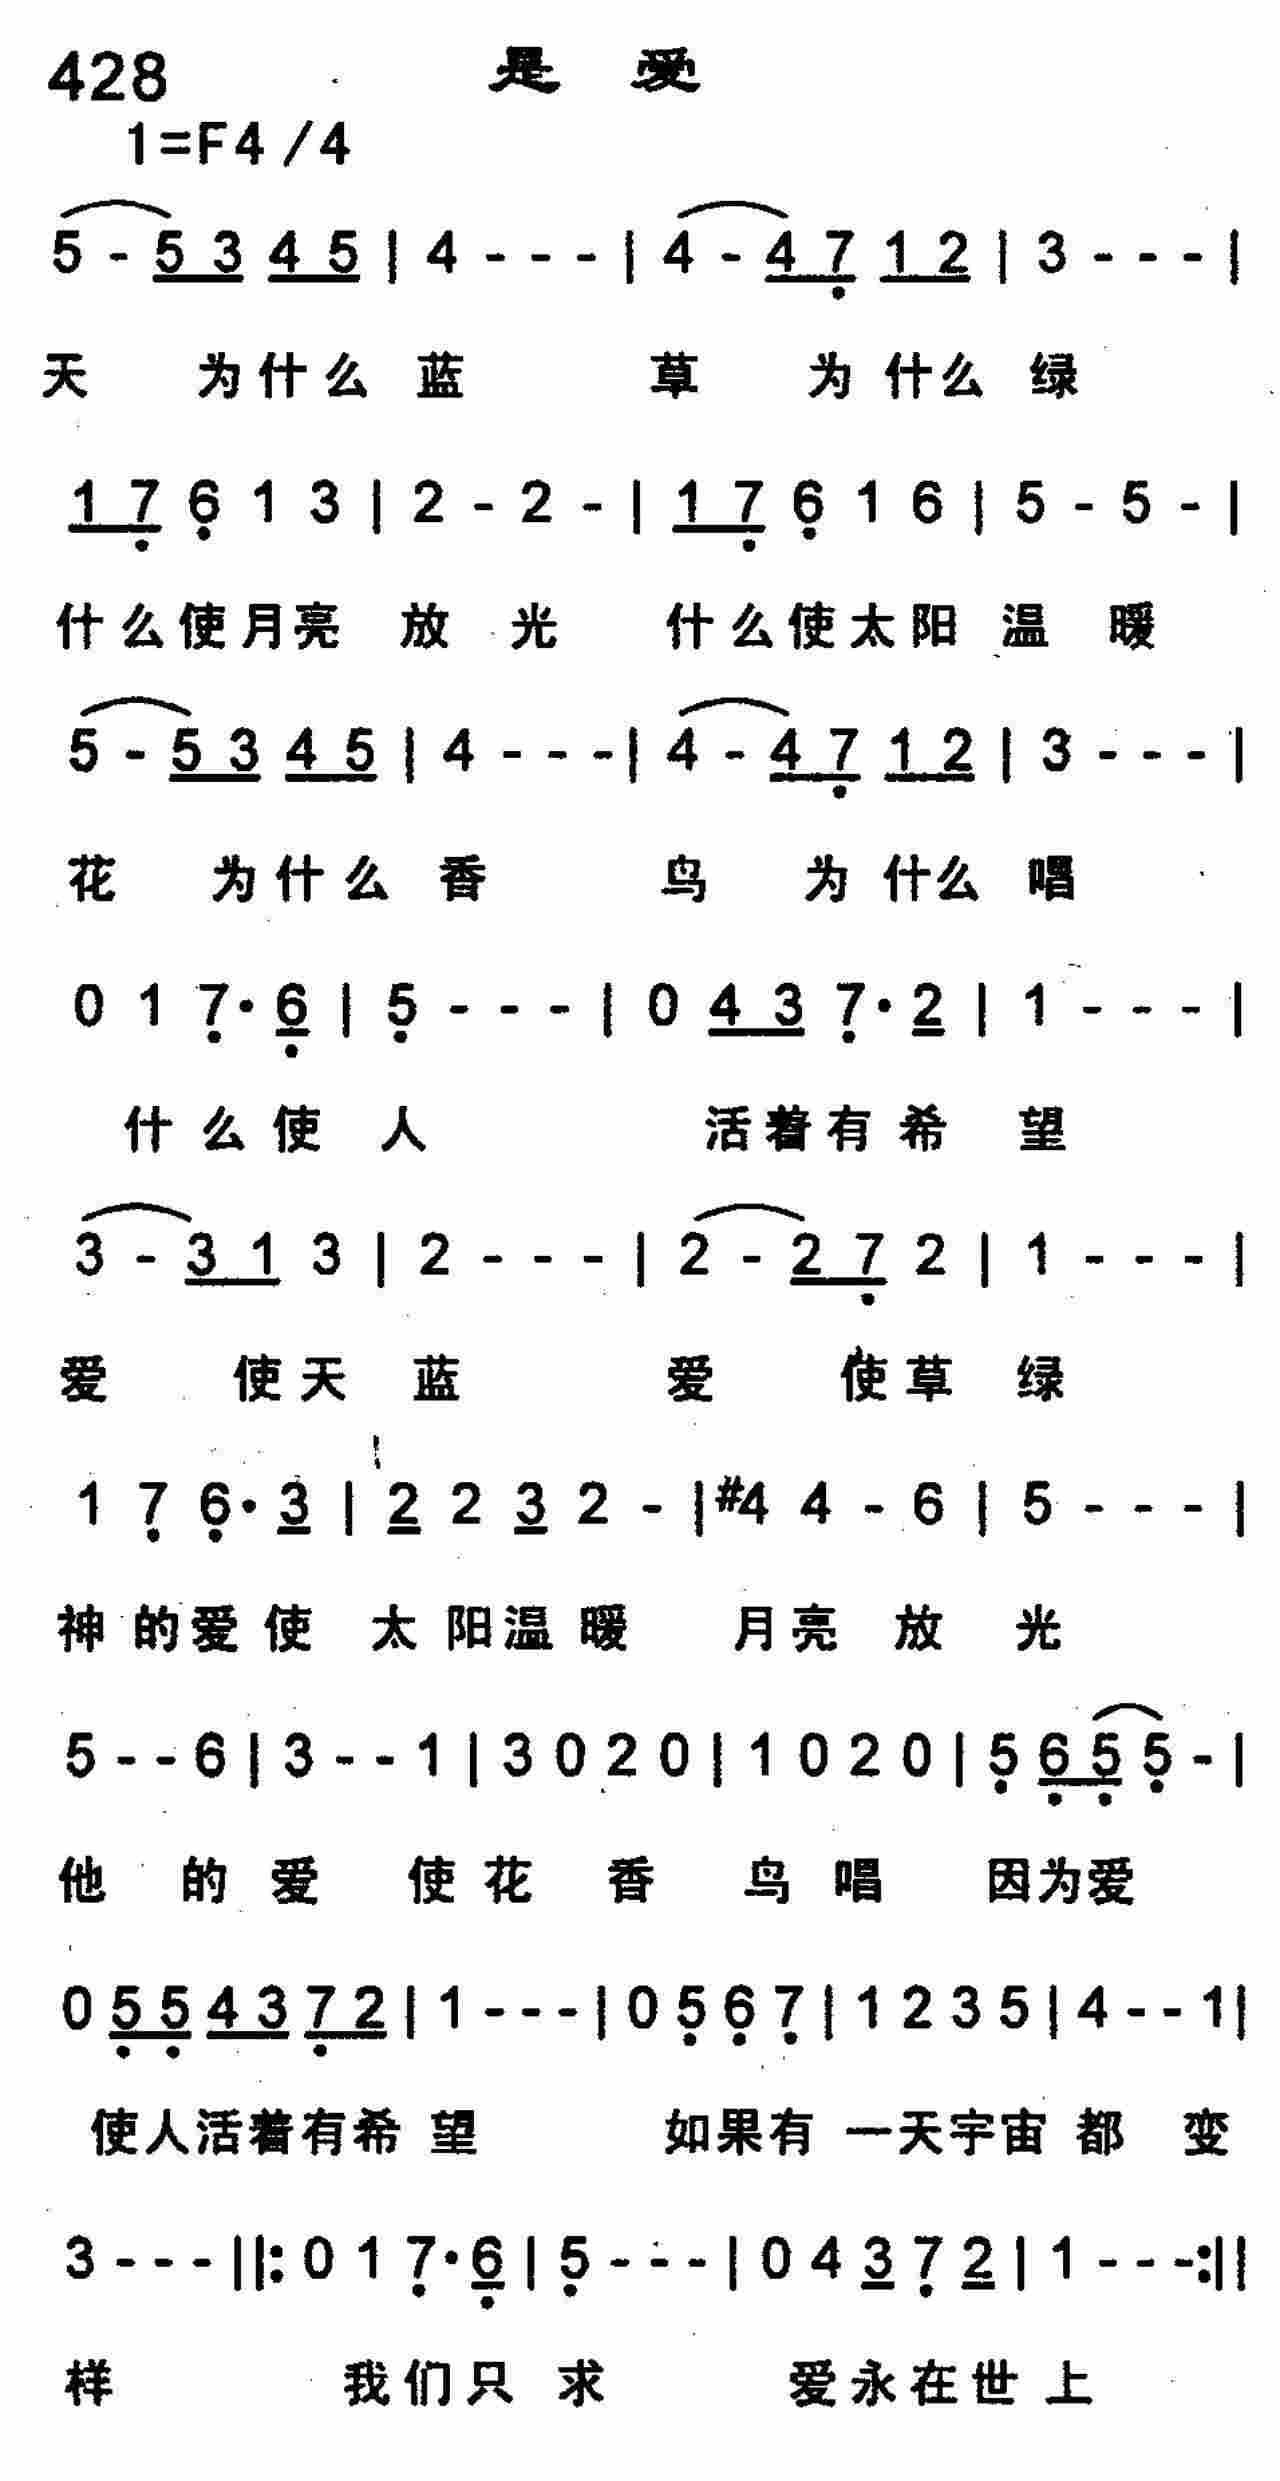 428 是 爱
1=F4/4
5 - 5 3 4 5 | 4 - - - | 4 - 4 7 1 2 | 3 - - - |
天 为什么 蓝 草 为 什么 绿
1 7 6 1 3 | 2 - 2 - | 1 7 6 1 6 | 5 - 5 - |
什么使月亮 放 光 什么使太阳 温 暖
5 - 5 3 4 5 | 4 - - - | 4 - 4 7 1 2 | 3 - - - |
花 为什么 香 鸟 为 什么 唱
0 1 7· 6 | 5 - - - | 0 4 3 7· 2 | 1 - - - |
什 么 使 人 活着有 希 望
3 - 3 1 3 | 2 - - - | 2 - 2 7 2 | 1 - - - |
爱 使天 蓝 爱 使草 绿
1 7 6· 3 | 2 2 3 2 - | #4 4 - 6 | 5 - - - |
神 的爱 使 太 阳温 暖 月亮 放 光
5 - - 6 | 3 - - 1 | 3 0 2 0 | 1 0 2 0 | 5 6 5 5 - |
他 的 爱 使 花 香 鸟 唱 因为爱
0 5 5 4 3 7 2 | 1 - - - | 0 5 6 7 | 1 2 3 5 | 4 - - 1 |
使人活着有希 望 如果有 一天宇宙 都 变
3 - - - ||: 0 1 7· 6 | 5 - - - | 0 4 3 7 2 | 1 - - - :||
样 我们只 求 爱永在世 上